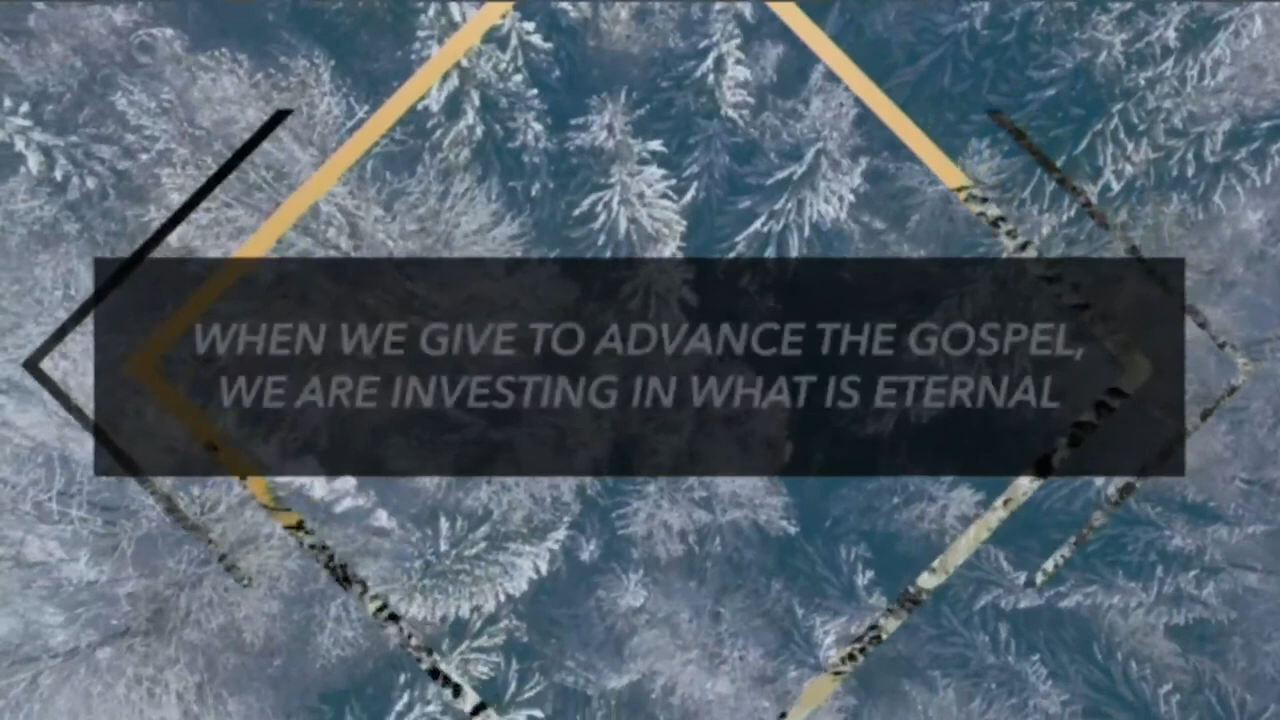 WHEN WE GIVE TO ADVANCE THE GOSPEL,
WE ARE INVESTING IN WHAT IS ETERNAL